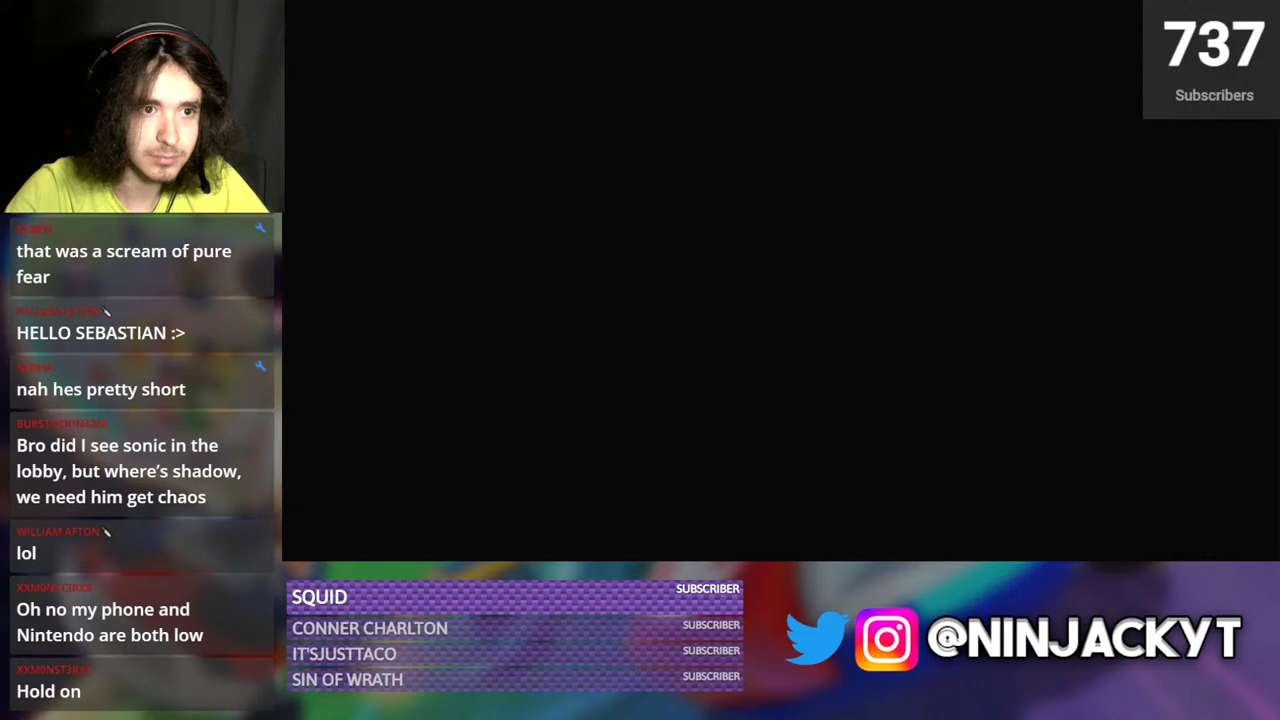 737
Subscribers
that was a scream of pure
fear
HELLO SEBASTIAN :>
nah hes pretty short
Bro did I see sonic in the
lobby, but where's shadow,
we need him get chaos
WILLIAM AFTON
lol
Oh no my phone and
Nintendo are both low
XXM0NST3RXX
Hold on
SQUID SUBSCRIBER
CONNER CHARLTON SUBSCRIBER
IT'SJUSTTACO SUBSCRIBER
SIN OF WRATH SUBSCRIBER
@NINJACKYT